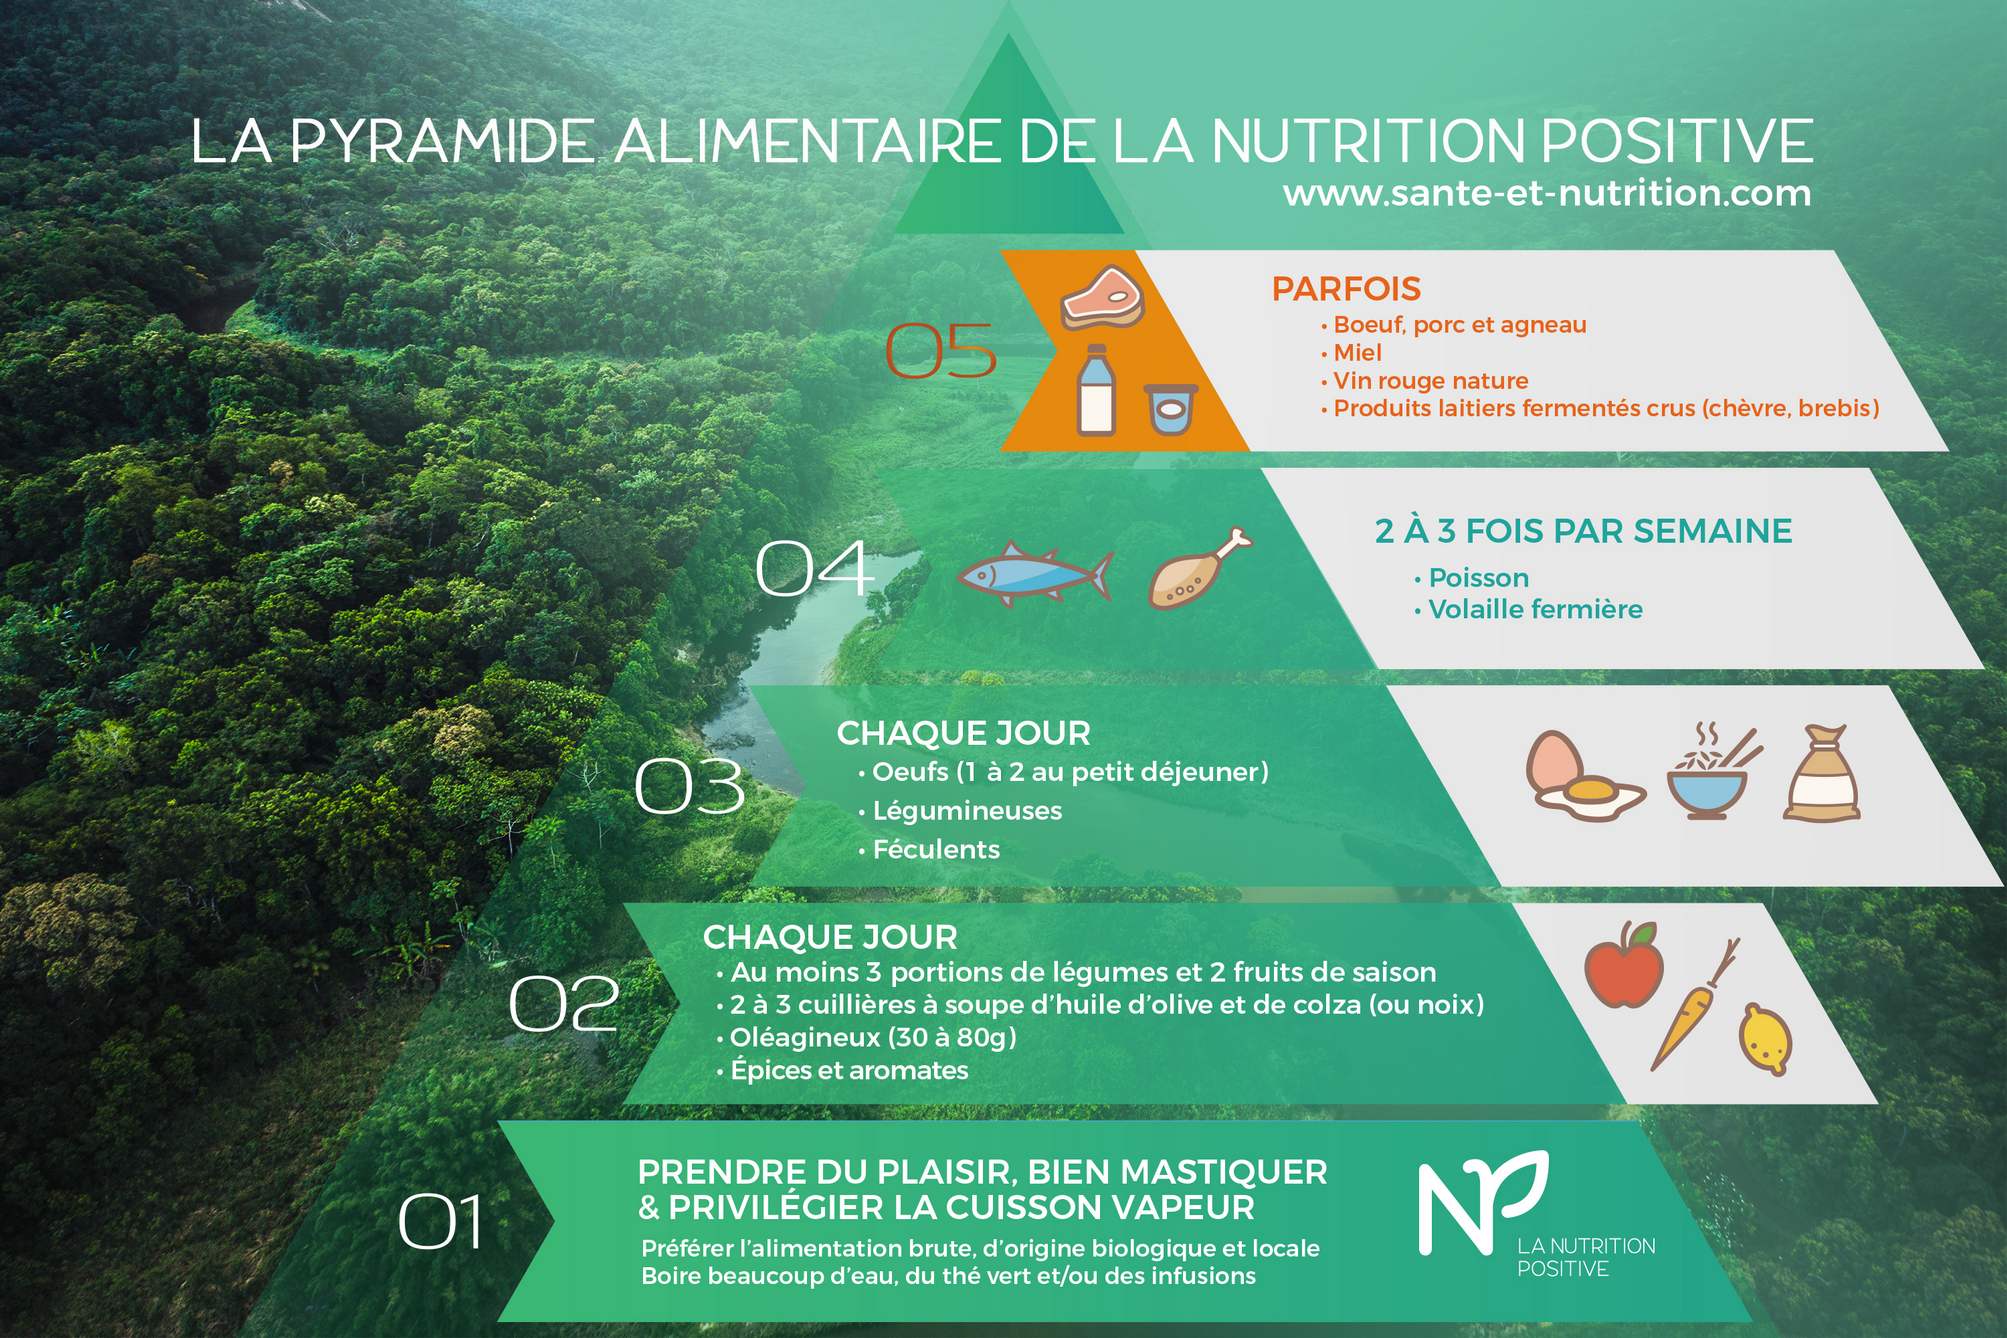 LA PYRAMIDE ALIMENTAIRE DE LA NUTRITION POSITIVE
www.sante-et-nutrition.com
05
PARFOIS
• Boeuf, porc et agneau
• Miel
• Vin rouge nature
• Produits laitiers fermentés crus (chèvre, brebis)
04
2 À 3 FOIS PAR SEMAINE
• Poisson
• Volaille fermière
03
CHAQUE JOUR
• Oeufs (1 à 2 au petit déjeuner)
• Légumineuses
• Féculents
02
CHAQUE JOUR
• Au moins 3 portions de légumes et 2 fruits de saison
• 2 à 3 cuillières à soupe d'huile d'olive et de colza (ou noix)
• Oléagineux (30 à 80g)
• Épices et aromates
01
PRENDRE DU PLAISIR, BIEN MASTIQUER
& PRIVILÉGIER LA CUISSON VAPEUR
Préférer l'alimentation brute, d'origine biologique et locale
Boire beaucoup d'eau, du thé vert et/ou des infusions
NP
LA NUTRITION
POSITIVE